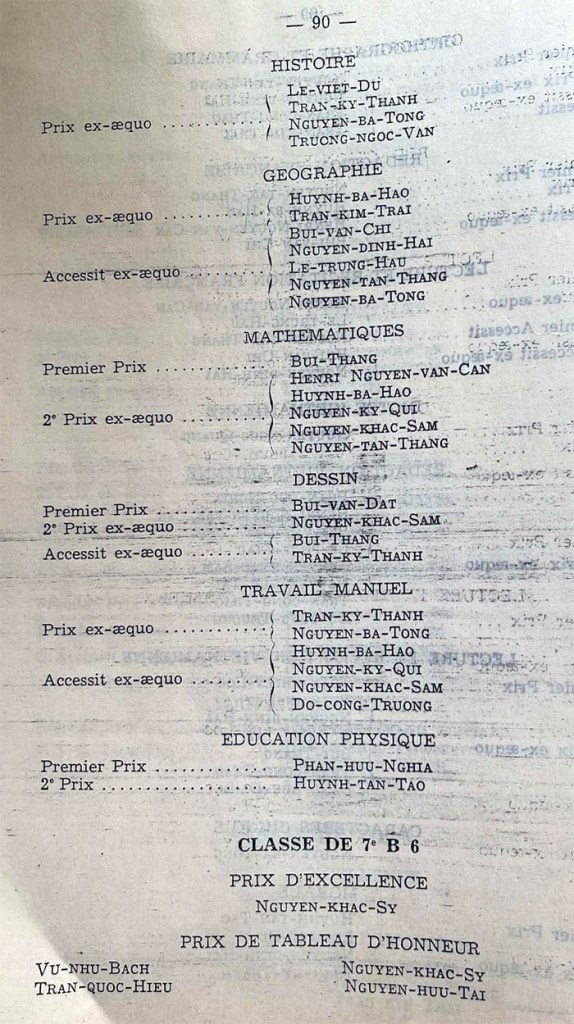 — 90 —
HISTOIRE
LE-VIET-DU
TRAN-KY-THANH
Prix ex-æquo .......... NGUYEN-BA-TONG
TRUONG-NGOC-VAN
GEOGRAPHIE
HUYNH-BA-HAO
Prix ex-æquo .......... TRAN-KIM-TRAI
BUI-VAN-CHI
NGUYEN-DINH-HAI
Accessit ex-æquo ........ LE-TRUNG-HAU
NGUYEN-TAN-THANG
NGUYEN-BA-TONG
MATHEMATIQUES
Premier Prix ........... BUI-THANG
HENRI NGUYEN-VAN-CAN
HUYNH-BA-HAO
2e Prix ex-æquo ........ NGUYEN-KY-QUI
NGUYEN-KHAC-SAM
NGUYEN-TAN-THANG
DESSIN
Premier Prix ........... BUI-VAN-DAT
2e Prix ex-æquo ........ NGUYEN-KHAC-SAM
Accessit ex-æquo ........ BUI-THANG
TRAN-KY-THANH
TRAVAIL MANUEL
TRAN-KY-THANH
Prix ex-æquo ........... NGUYEN-BA-TONG
HUYNH-BA-HAO
Accessit ex-æquo ........ NGUYEN-KY-QUI
NGUYEN-KHAC-SAM
DO-CONG-TRUONG
EDUCATION PHYSIQUE
Premier Prix ............ PHAN-HUU-NGHIA
2e Prix ................. HUYNH-TAN-TAO
CLASSE DE 7e B 6
PRIX D'EXCELLENCE
NGUYEN-KHAC-SY
PRIX DE TABLEAU D'HONNEUR
VU-NHU-BACH NGUYEN-KHAC-SY
TRAN-QUOC-HIEU NGUYEN-HUU-TAI